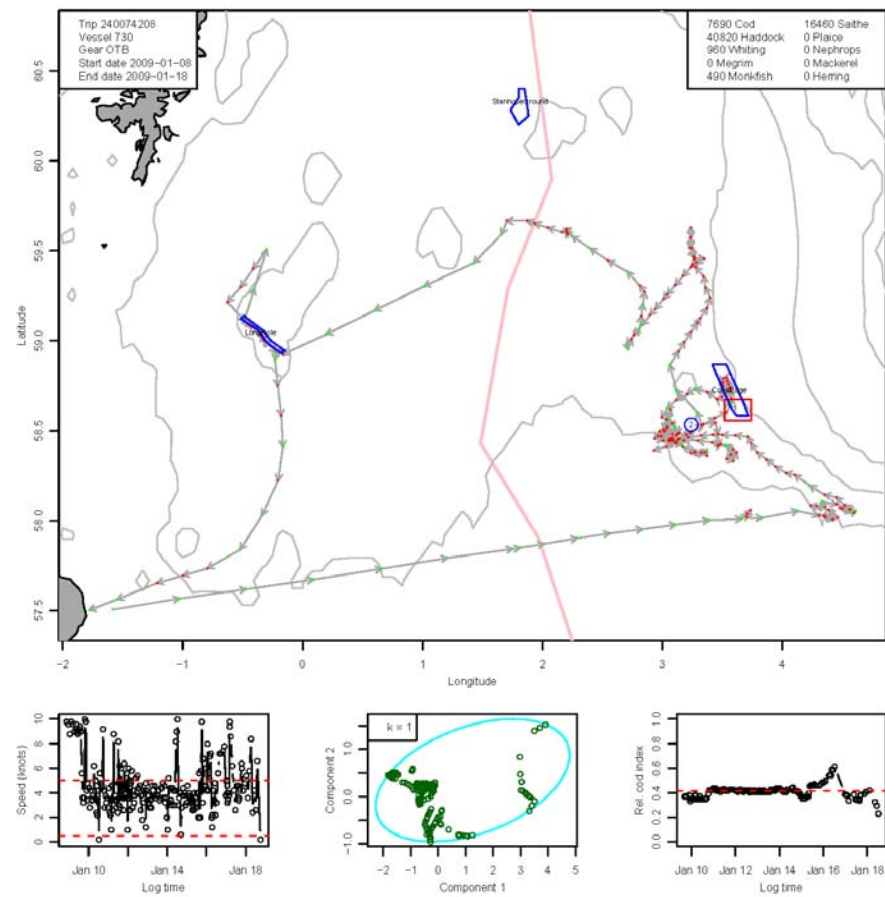 Trip 240074208
Vessel 730
Gear OTB
Start date 2009-01-08
End date 2009-01-18
7690 Cod 16460 Saithe
40820 Haddock 0 Plaice
960 Whiting 0 Nephrops
0 Megrim 0 Mackerel
490 Monkfish 0 Herring
60.5
60.0
59.5
59.0
58.5
58.0
57.5
Latitude
2
-2 -1 0 1 2 3 4
Longitude
10
8
6
4
2
0
Speed (knots)
Jan 10 Jan 14 Jan 18
Log time
k = 1
1.0
0.0
-1.0
Component 2
-2 -1 0 1 2 3 4 5
Component 1
1.0
0.8
0.6
0.4
0.2
0.0
Rel. cod index
Jan 10 Jan 12 Jan 14 Jan 16 Jan 18
Log time